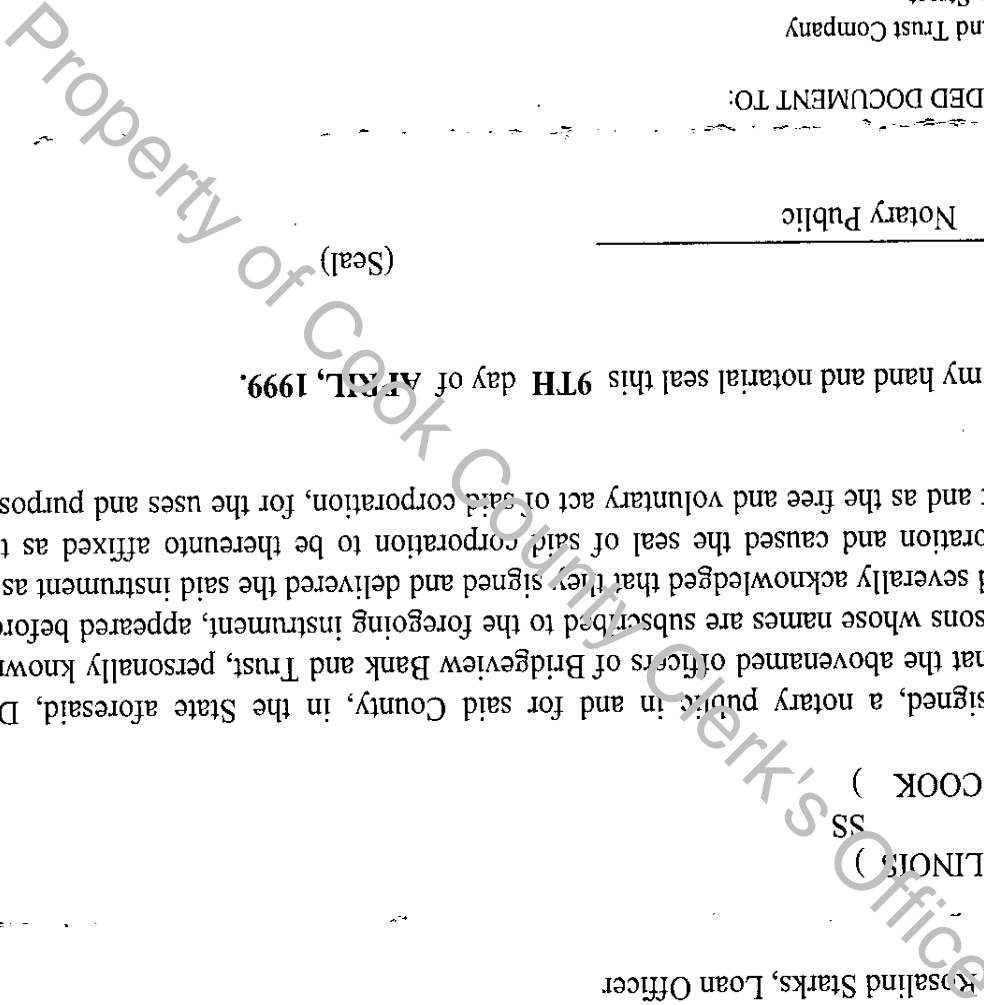 Rosalind Starks, Loan Officer
LINOIS )
SS
COOK )
signed, a notary public in and for said County, in the State aforesaid, D
hat the abovenamed officers of Bridgeview Bank and Trust, personally known
sons whose names are subscribed to the foregoing instrument, appeared before
d severally acknowledged that they signed and delivered the said instrument as
oration and caused the seal of said corporation to be thereunto affixed as t
t and as the free and voluntary act of said corporation, for the uses and purpos
my hand and notarial seal this 9TH day of APRIL, 1999.
(Seal)
Notary Public
DED DOCUMENT TO:
nd Trust Company
Street
Property of Cook County Clerk's Office